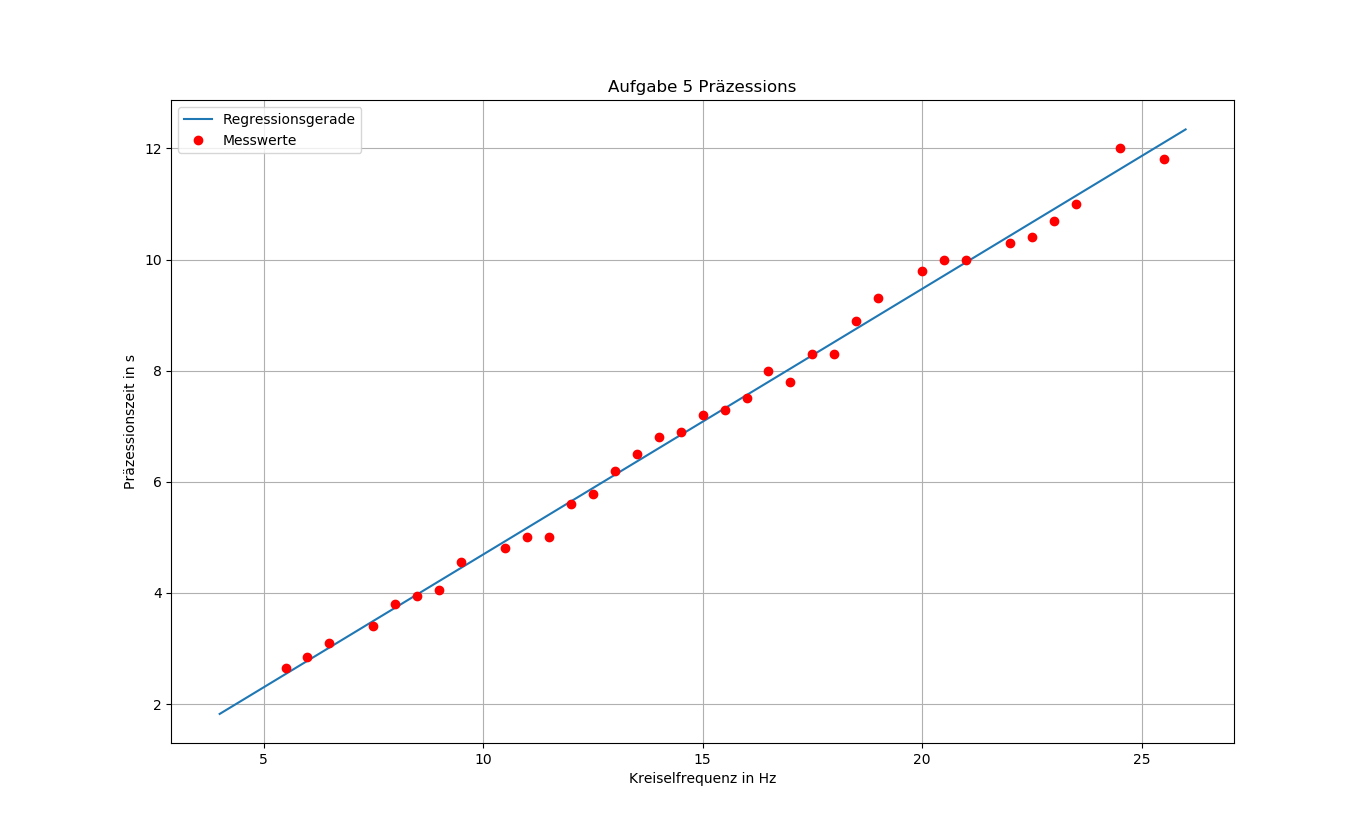 Aufgabe 5 Präzessions
Regressionsgerade
Messwerte
12
10
8
6
4
2
Präzessionszeit in s
5 10 15 20 25
Kreiselfrequenz in Hz